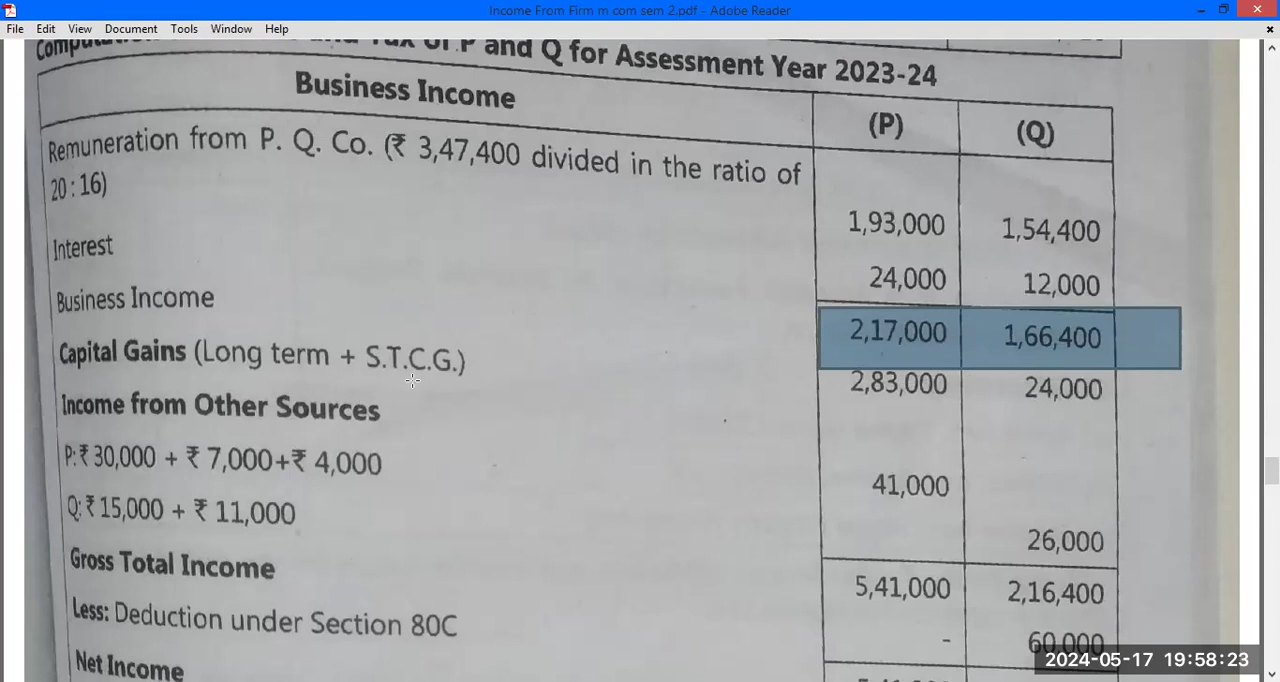 Income From Firm m com sem 2.pdf - Adobe Reader
File Edit View Document Tools Window Help
P and Q for Assessment Year 2023-24
Business Income (P) (Q)
Remuneration from P. Q. Co. (₹ 3,47,400 divided in the ratio of
20 : 16) 1,93,000 1,54,400
Interest 24,000 12,000
Business Income 2,17,000 1,66,400
Capital Gains (Long term + S.T.C.G.) 2,83,000 24,000
Income from Other Sources
P: ₹ 30,000 + ₹ 7,000+₹ 4,000 41,000
Q: ₹ 15,000 + ₹ 11,000 26,000
Gross Total Income 5,41,000 2,16,400
Less: Deduction under Section 80C - 60,000
Net Income
2024-05-17 19:58:23